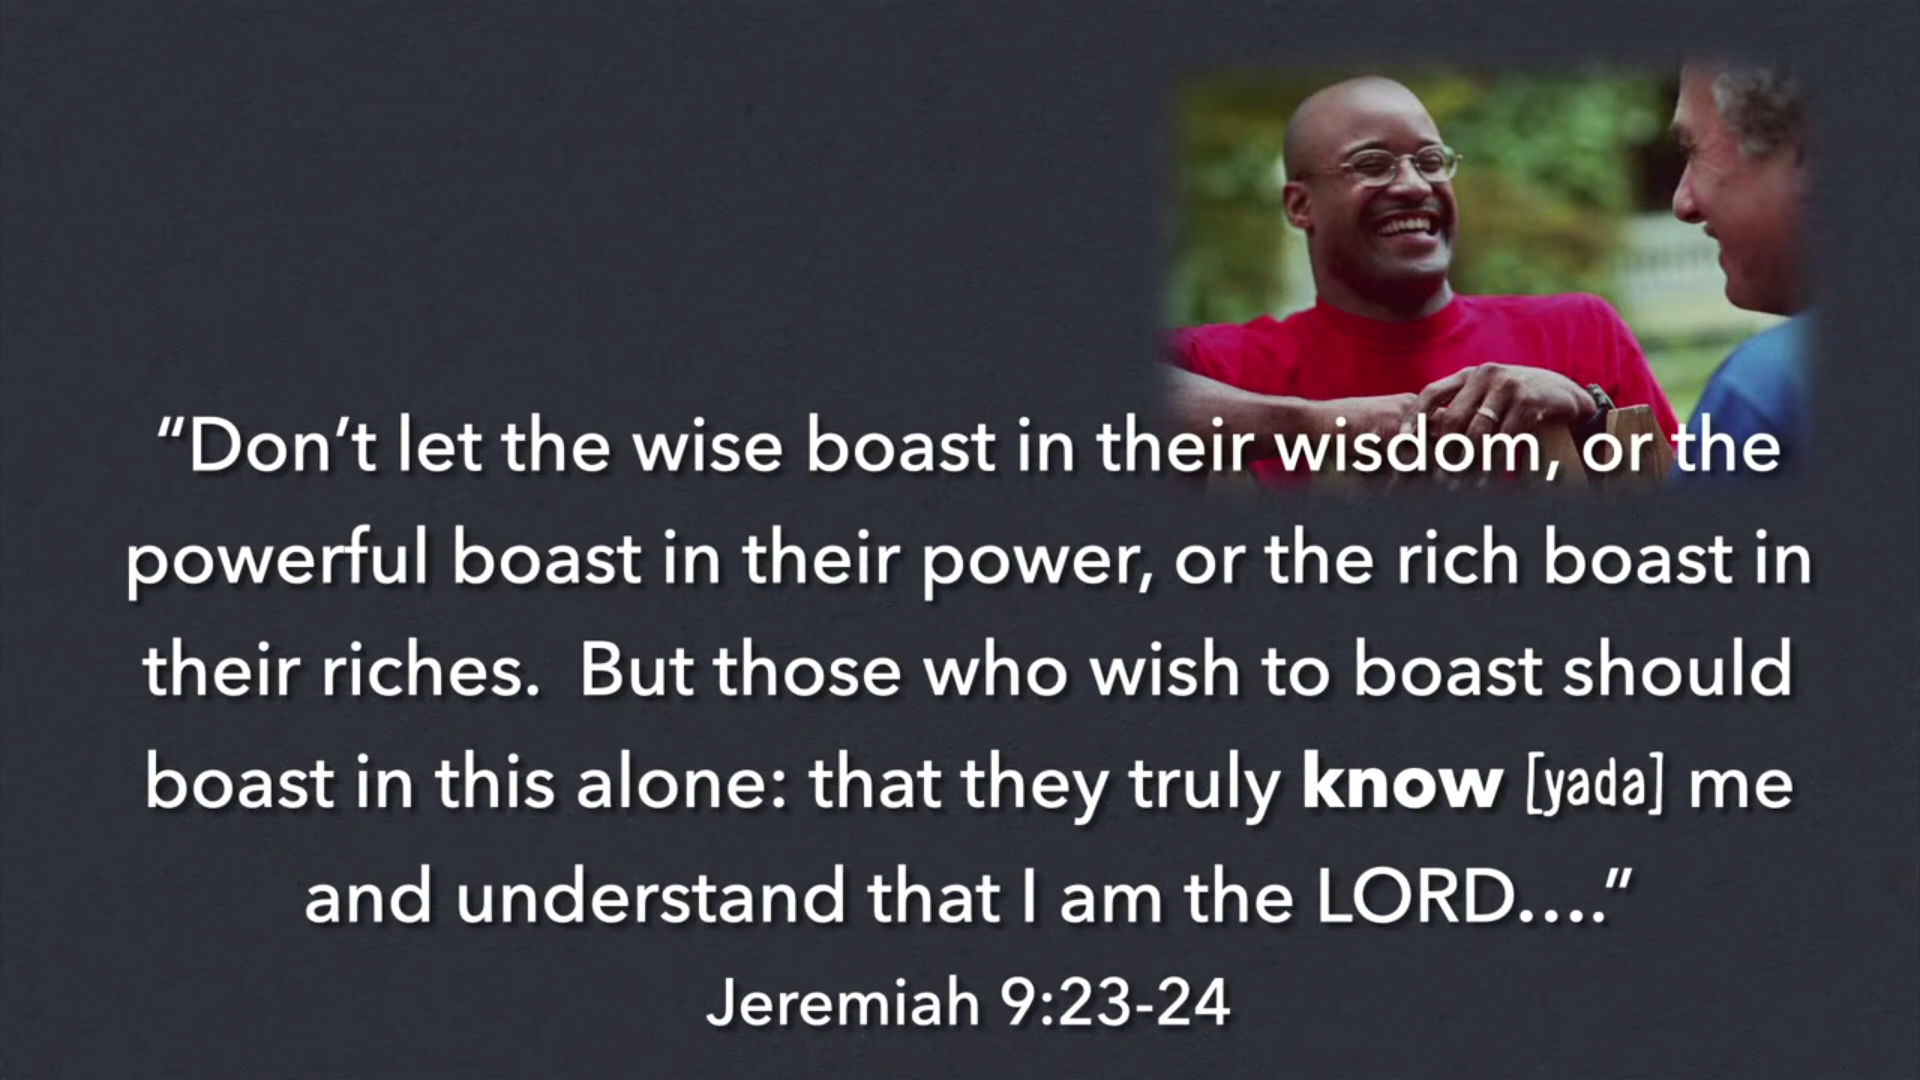 “Don’t let the wise boast in their wisdom, or the
powerful boast in their power, or the rich boast in
their riches.  But those who wish to boast should
boast in this alone: that they truly know [yada] me
and understand that I am the LORD….”
Jeremiah 9:23-24